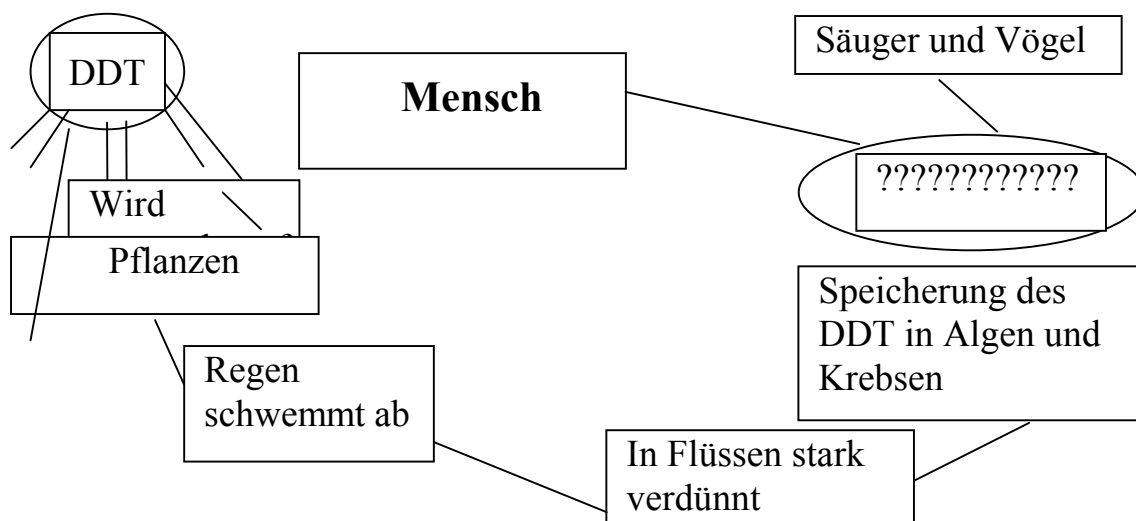 DDT
Mensch
Säuger und Vögel
????????????
Wird
Pflanzen
Speicherung des
DDT in Algen und
Krebsen
Regen
schwemmt ab
In Flüssen stark
verdünnt